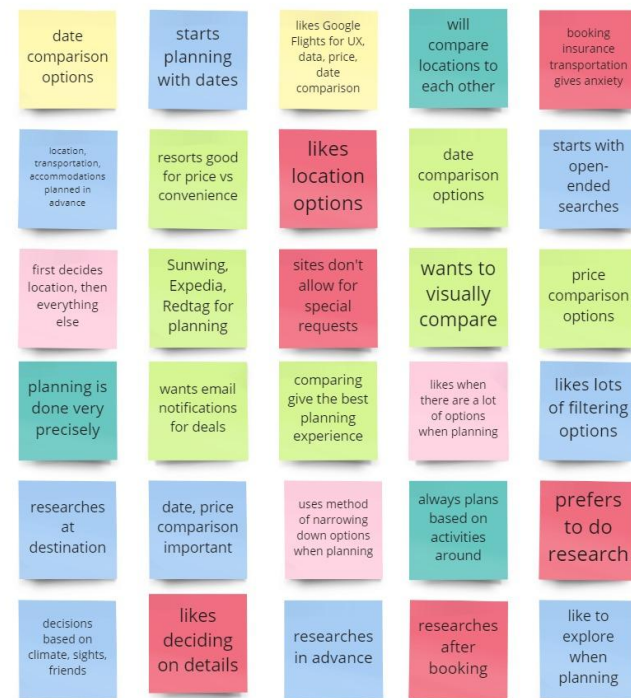 date
comparison
options
starts
planning
with dates
likes Google
Flights for UX,
data, price,
date
comparison
will
compare
locations to
each other
booking
insurance
transportation
gives anxiety
location,
transportation,
accommodations
planned in
advance
resorts good
for price vs
convenience
likes
location
options
date
comparison
options
starts with
open-
ended
searches
first decides
location, then
everything
else
Sunwing,
Expedia,
Redtag for
planning
sites don't
allow for
special
requests
wants to
visually
compare
price
comparison
options
planning is
done very
precisely
wants email
notifications
for deals
comparing
give the best
planning
experience
likes when
there are a lot
of options
when planning
likes lots
of filtering
options
researches
at
destination
date, price
comparison
important
uses method
of narrowing
down options
when planning
always plans
based on
activities
around
prefers
to do
research
decisions
based on
climate, sights,
friends
likes
deciding
on details
researches
in advance
researches
after
booking
like to
explore
when
planning